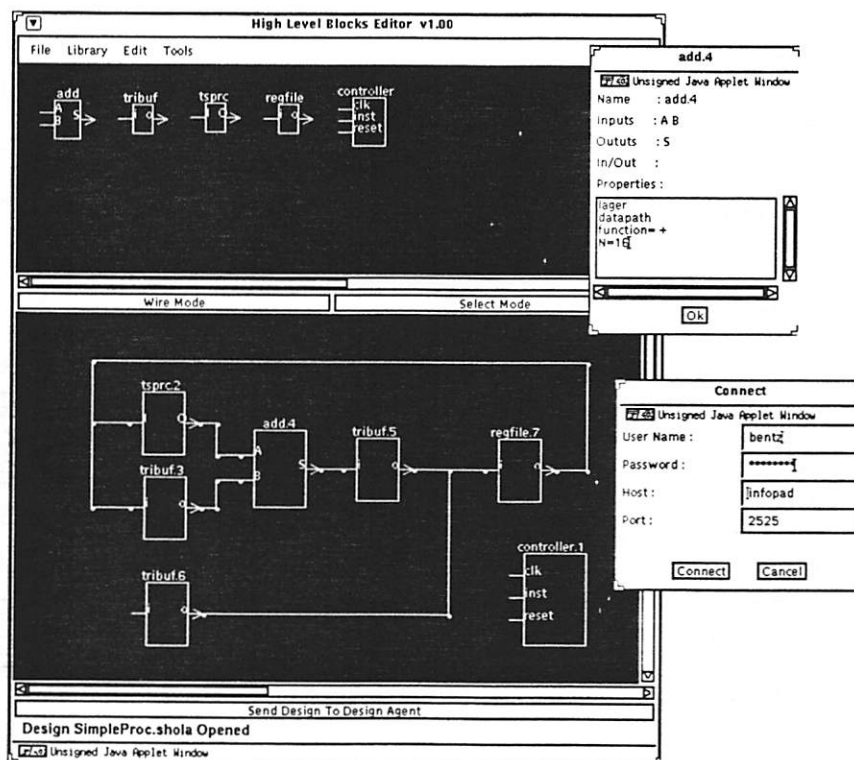 High Level Blocks Editor v1.00
File Library Edit Tools
add
A
B
S
tribuf
i o
tsprc
i O
regfile
i o
controller
clk
inst
reset
Wire Mode
Select Mode
tsprc.2
i O
tribuf.3
i o
add.4
A
B
S
tribuf.5
i o
regfile.7
i o
tribuf.6
i o
controller.1
clk
inst
reset
Send Design To Design Agent
Design SimpleProc.shola Opened
Unsigned Java Applet Window
add.4
Unsigned Java Applet Window
Name : add.4
Inputs : A B
Oututs : S
In/Out :
Properties :
lager
datapath
function= +
N=16
Ok
Connect
Unsigned Java Applet Window
User Name : bentz
Password : ********
Host : infopad
Port : 2525
Connect Cancel